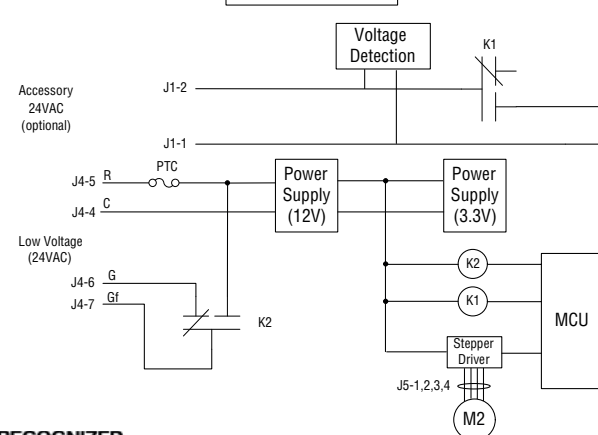 Voltage
Detection
K1
Accessory
24VAC
(optional)
J1-2
J1-1
J4-5 R
PTC
J4-4 C
Power
Supply
(12V)
Power
Supply
(3.3V)
Low Voltage
(24VAC)
J4-6 G
J4-7 Gf
K2
K2
K1
MCU
Stepper
Driver
J5-1,2,3,4
M2
RECOGNIZED